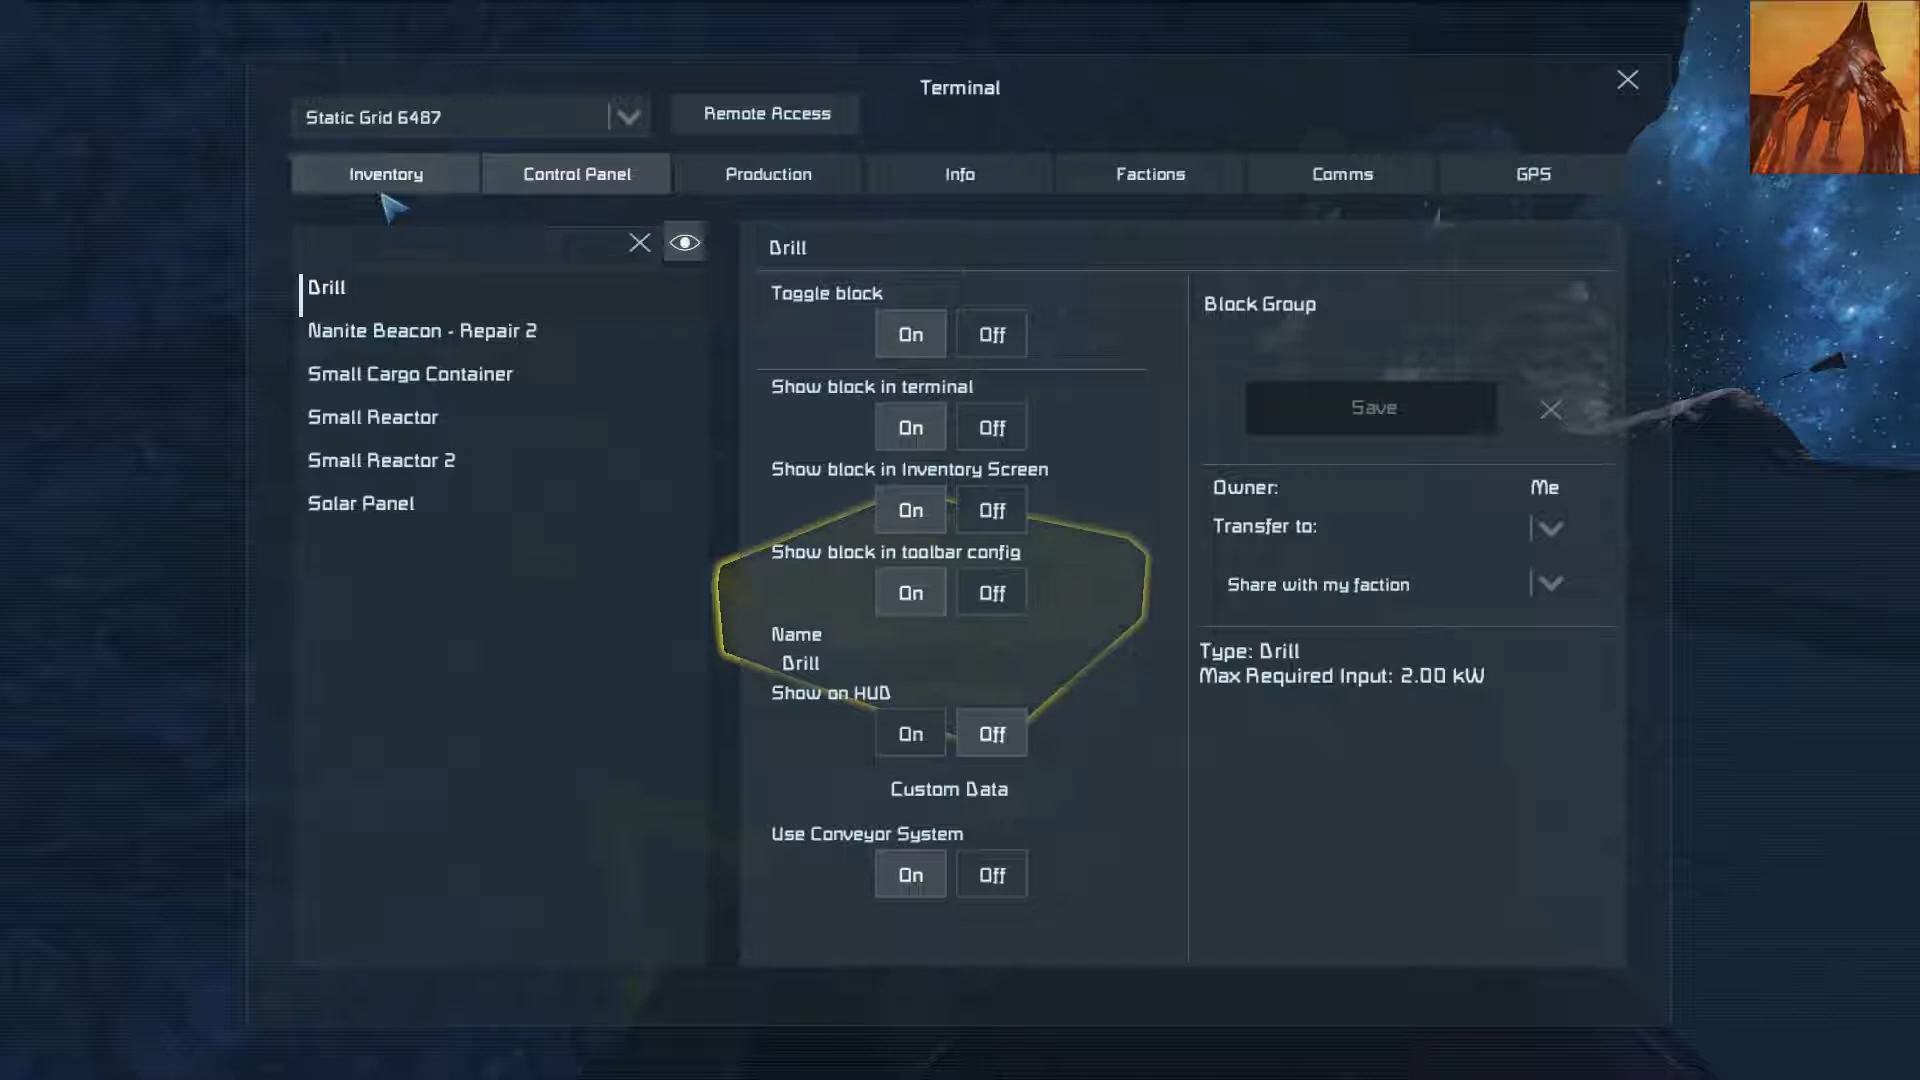 Terminal
Static Grid 6487
Remote Access
Inventory
Control Panel
Production
Info
Factions
Comms
GPS
Drill
Nanite Beacon - Repair 2
Small Cargo Container
Small Reactor
Small Reactor 2
Solar Panel
Drill
Toggle block
On Off
Show block in terminal
On Off
Show block in Inventory Screen
On Off
Show block in toolbar config
On Off
Name
Drill
Show on HUD
On Off
Custom Data
Use Conveyor System
On Off
Block Group
Save
Owner: Me
Transfer to:
Share with my faction
Type: Drill
Max Required Input: 2.00 kW